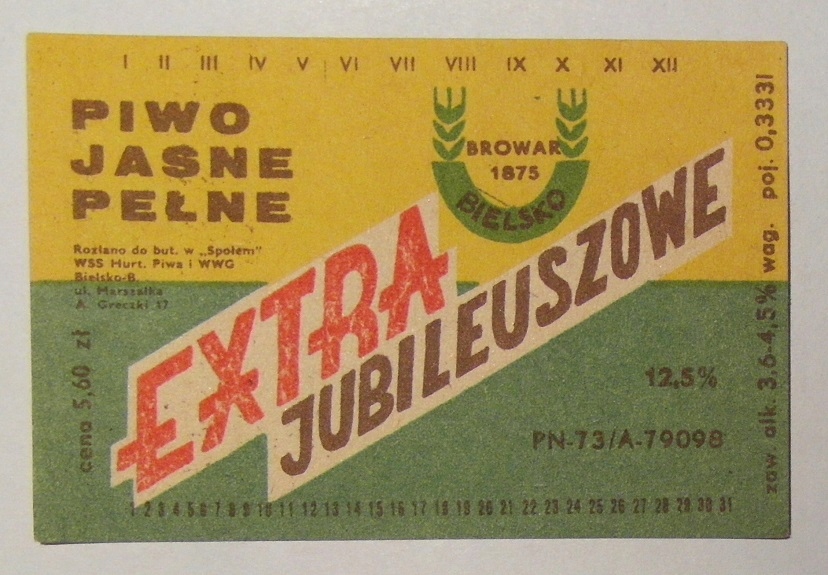 I II III IV V VI VII VIII IX X XI XII
PIWO
JASNE
PEŁNE
BROWAR
1875
BIELSKO
Rozlano do but. w „Społem"
WSS Hurt. Piwa i WWG
Bielsko-B.
ul. Marszałka
A. Greczki 17
EXTRA
JUBILEUSZOWE
cena 5,60 zł
12,5%
PN-73/A-79098
zaw. alk. 3,6-4,5% wag. poj. 0,333l
1 2 3 4 5 6 7 8 9 10 11 12 13 14 15 16 17 18 19 20 21 22 23 24 25 26 27 28 29 30 31